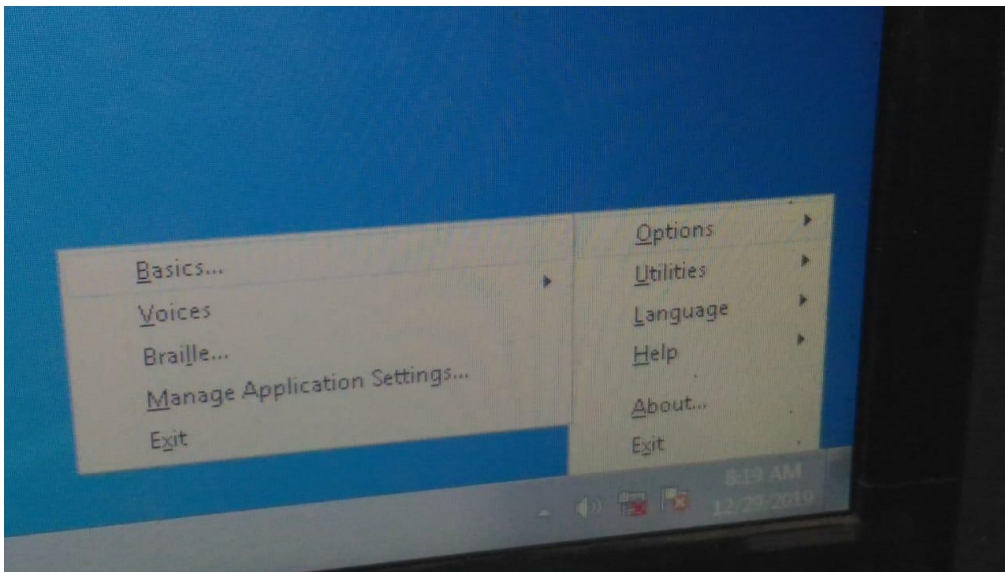 Basics...
Voices
Braille...
Manage Application Settings...
Exit
Options
Utilities
Language
Help
About...
Exit
8:19 AM
12/29/2019